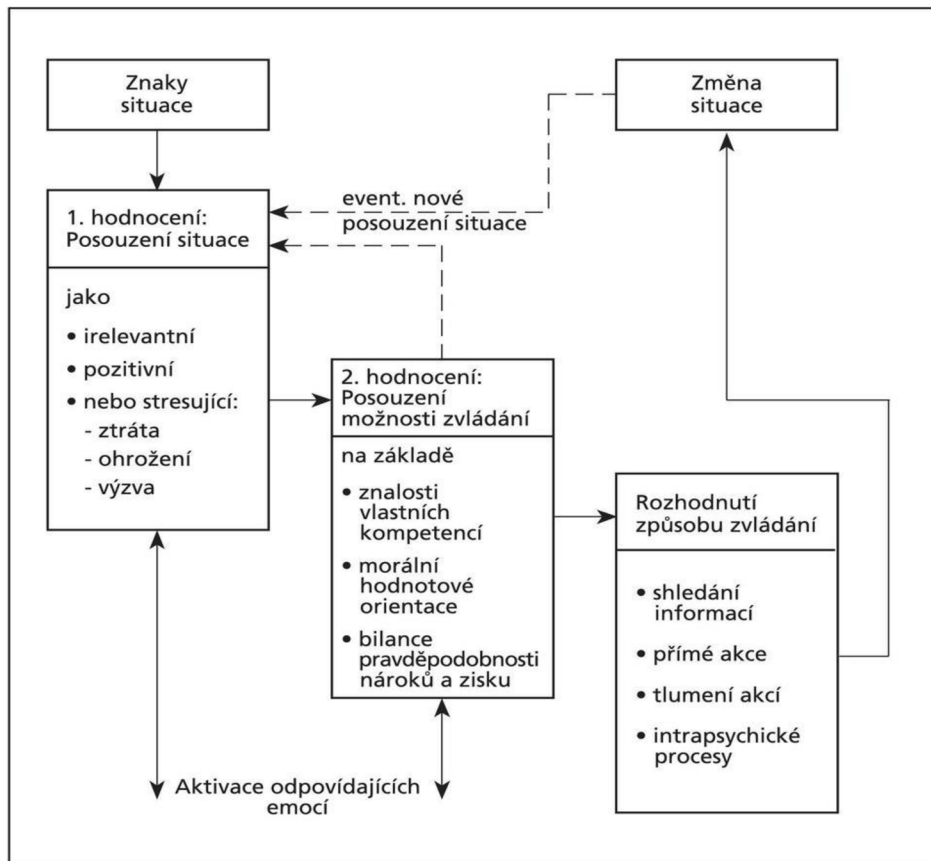 Znaky
situace
Změna
situace
event. nové
posouzení situace
1. hodnocení:
Posouzení situace
jako
• irelevantní
• pozitivní
• nebo stresující:
- ztráta
- ohrožení
- výzva
2. hodnocení:
Posouzení
možnosti zvládání
na základě
• znalosti
vlastních
kompetencí
• morální
hodnotové
orientace
• bilance
pravděpodobnosti
nároků a zisku
Rozhodnutí
způsobu zvládání
• shledání
informací
• přímé akce
• tlumení akcí
• intrapsychické
procesy
Aktivace odpovídajících
emocí